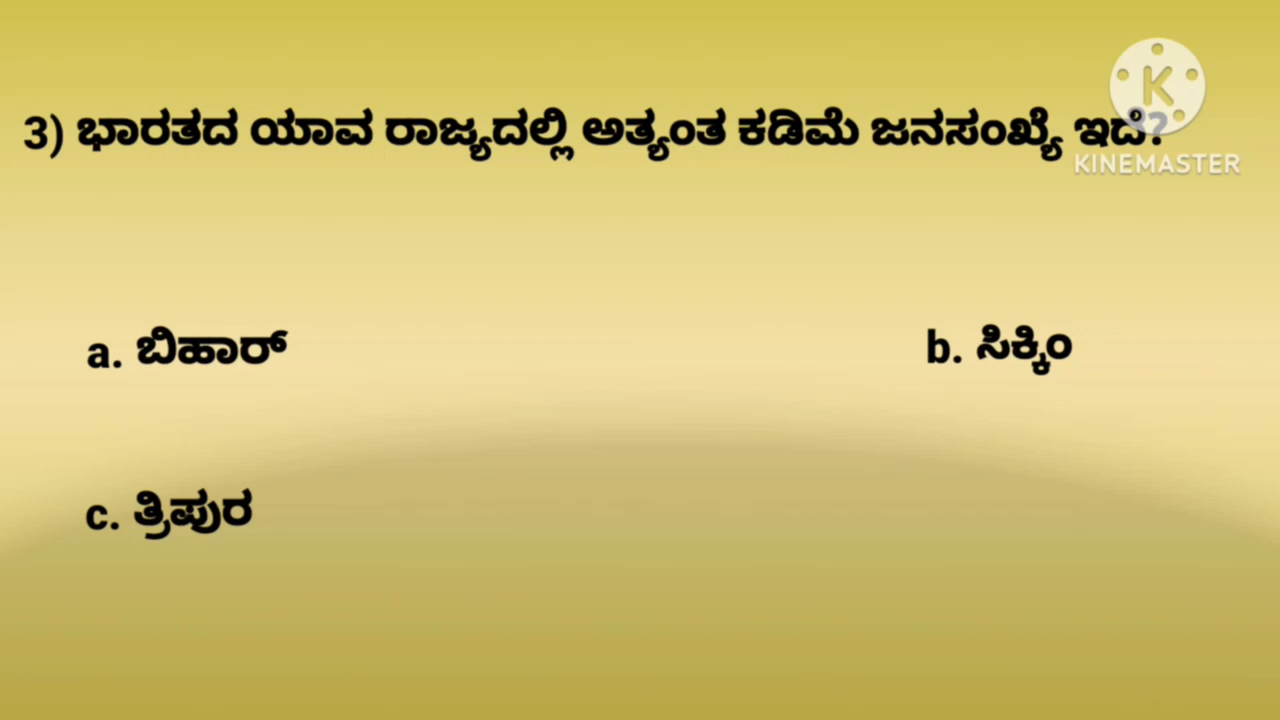 3) ಭಾರತದ ಯಾವ ರಾಜ್ಯದಲ್ಲಿ ಅತ್ಯಂತ ಕಡಿಮೆ ಜನಸಂಖ್ಯೆ ಇದೆ?
KINEMASTER
a. ಬಿಹಾರ್
b. ಸಿಕ್ಕಿಂ
c. ತ್ರಿಪುರ